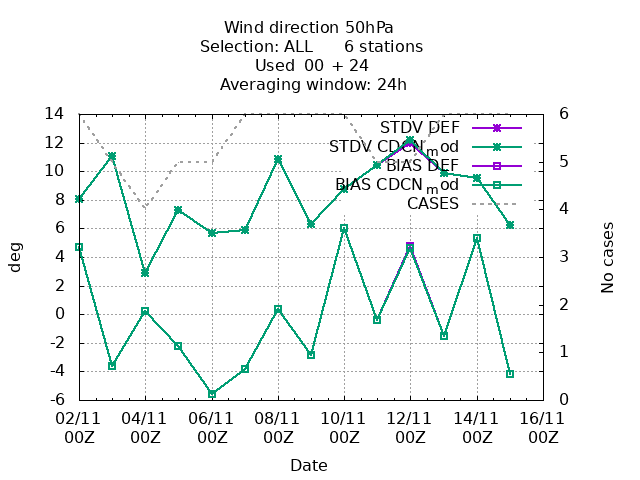 Wind direction 50hPa
Selection: ALL      6 stations
Used  00 + 24
Averaging window: 24h
STDV DEF
STDV CDCN_mod
BIAS DEF
BIAS CDCN_mod
CASES
14
12
10
8
6
4
2
0
-2
-4
-6
deg
6
5
4
3
2
1
0
No cases
02/11 04/11 06/11 08/11 10/11 12/11 14/11 16/11
00Z 00Z 00Z 00Z 00Z 00Z 00Z 00Z
Date